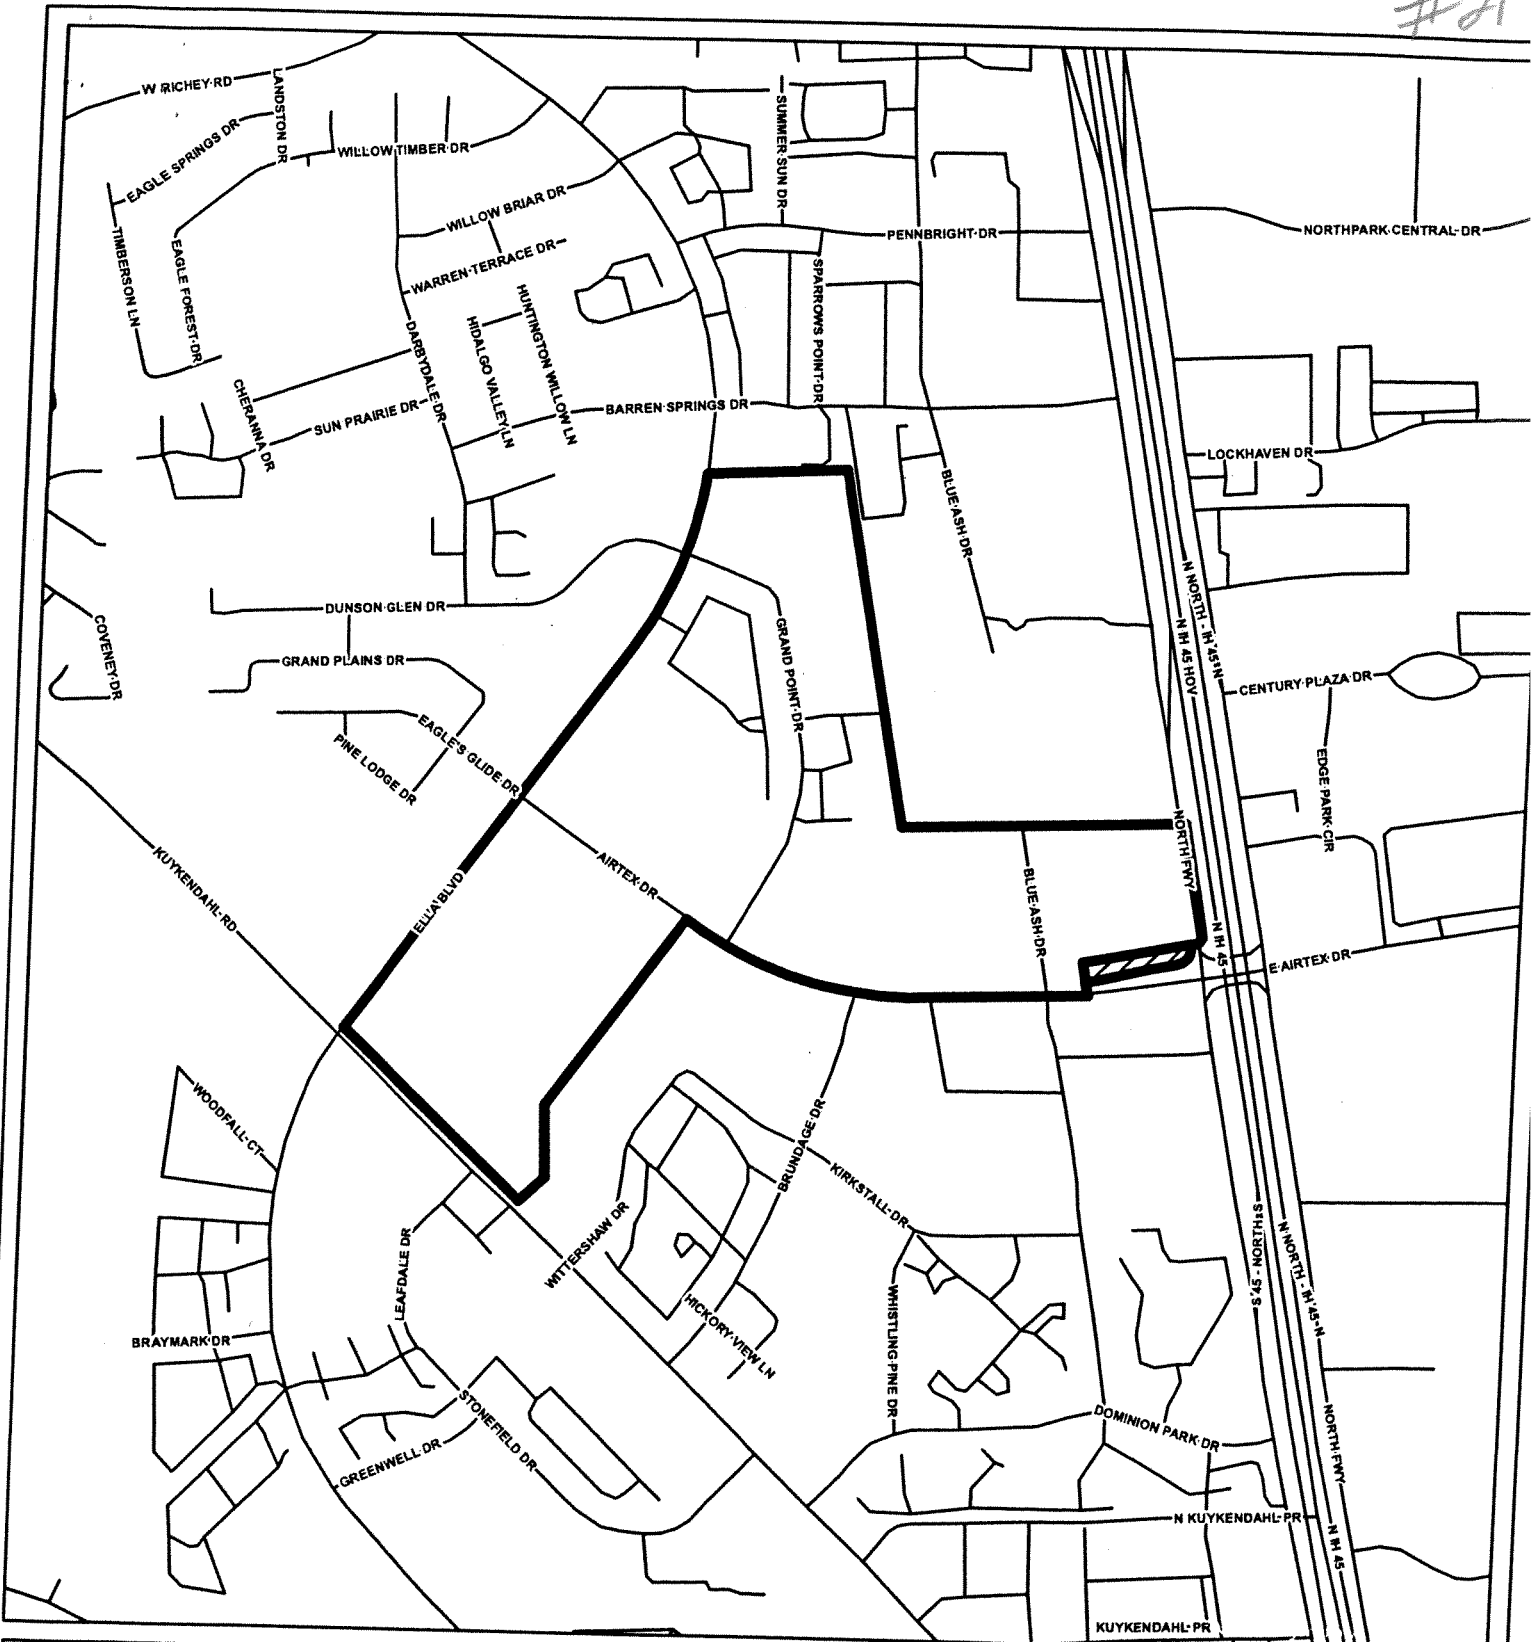 #21
W RICHEY RD
LANDSTON DR
EAGLE SPRINGS DR
WILLOW TIMBER DR
SUMMER SUN DR
WILLOW BRIAR DR
TIMBERSON LN
EAGLE FOREST DR
WARREN TERRACE DR
PENNBRIGHT DR
NORTHPARK CENTRAL DR
SPARROWS POINT DR
HUNTINGTON WILLOW LN
HIDALGO VALLEY LN
DARBYDALE DR
CHERANNA DR
SUN PRAIRIE DR
BARREN SPRINGS DR
LOCKHAVEN DR
BLUE ASH DR
N NORTH - IH 45 N
N IH 45 HOV
DUNSON GLEN DR
COVENEY DR
GRAND PLAINS DR
GRAND POINT DR
CENTURY PLAZA DR
EAGLE'S GLIDE DR
PINE LODGE DR
EDGE PARK CIR
NORTH FWY
KUYKENDAHL RD
AIRTEX DR
ELLA BLVD
BLUE ASH DR
N IH 45
E AIRTEX DR
WOODFALL CT
BRUNDAGE DR
KIRKSTALL DR
WITTERSHAW DR
LEAFDALE DR
S 45 - NORTH S
N NORTH - IH 45 N
HICKORY VIEW LN
WHISTLING PINE DR
BRAYMARK DR
STONEFIELD DR
GREENWELL DR
DOMINION PARK DR
NORTH FWY
N KUYKENDAHL PR
N IH 45
KUYKENDAHL PR